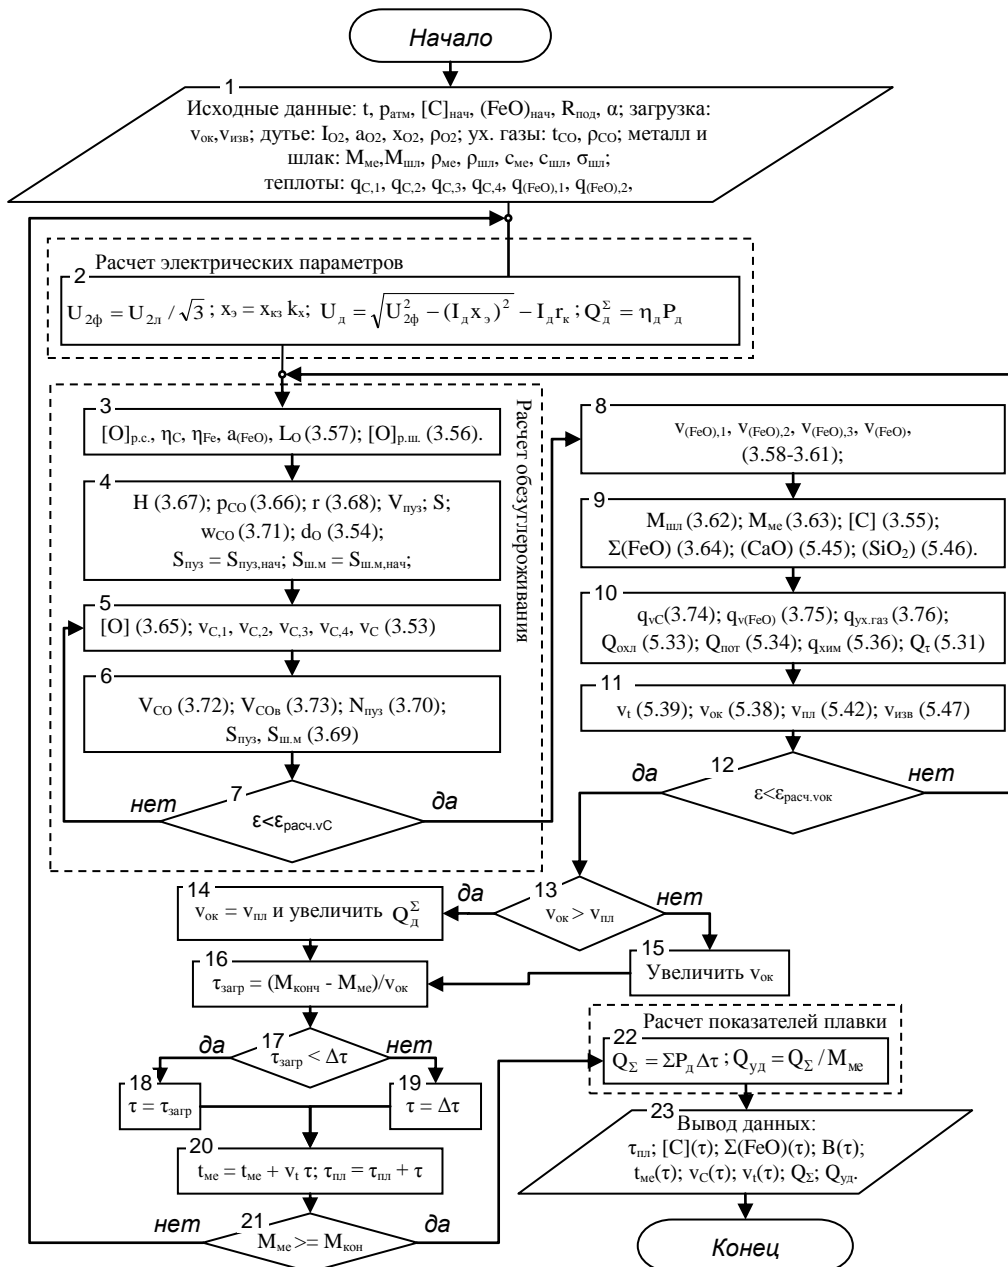 Начало
1
Исходные данные: t, pатм, [C]нач, (FeO)нач, Rпод, α; загрузка:
vок,vизв; дутье: IO2, aO2, xO2, ρO2; ух. газы: tCO, ρCO; металл и
шлак: Mме,Mшл, ρме, ρшл, cме, cшл, σшл;
теплоты: qC,1, qC,2, qC,3, qC,4, q(FeO),1, q(FeO),2,
Расчет электрических параметров
2
U2ф = U2л / √3 ; xэ = xкз kx; Uд = √(U2ф² − (Iд xэ)²) − Iд rк ; QдΣ = ηд Pд
Расчет обезуглероживания
3
[O]р.с., ηC, ηFe, a(FeO), LO (3.57); [O]р.ш. (3.56).
4
H (3.67); pCO (3.66); r (3.68); Vпуз; S;
wCO (3.71); dO (3.54);
Sпуз = Sпуз,нач; Sш.м = Sш.м,нач;
5
[O] (3.65); vC,1, vC,2, vC,3, vC,4, vC (3.53)
6
VCO (3.72); VCOв (3.73); Nпуз (3.70);
Sпуз, Sш.м (3.69)
нет
7
да
ε<εрасч.vC
8
v(FeO),1, v(FeO),2, v(FeO),3, v(FeO),
(3.58-3.61);
9
Mшл (3.62); Mме (3.63); [C] (3.55);
Σ(FeO) (3.64); (CaO) (5.45); (SiO2) (5.46).
10
qvC(3.74); qv(FeO) (3.75); qух.газ (3.76)
Qохл (5.33); Qпот (5.34); qхим (5.36); Qτ (5.31)
11
vt (5.39); vок (5.38); vпл (5.42); vизв (5.47)
да
12
нет
ε<εрасч.vок
да
13
нет
vок > vпл
14
vок = vпл и увеличить QдΣ
15
Увеличить vок
16
τзагр = (Mконч - Mме)/vок
да
17
нет
τзагр < Δτ
18
τ = τзагр
19
τ = Δτ
20
tме = tме + vt τ; τпл = τпл + τ
нет
21
да
Mме >= Mкон
Расчет показателей плавки
22
QΣ = ΣPд Δτ ; Qуд = QΣ / Mме
23
Вывод данных:
τпл; [C](τ); Σ(FeO)(τ); B(τ);
tме(τ); vC(τ); vt(τ); QΣ; Qуд.
Конец